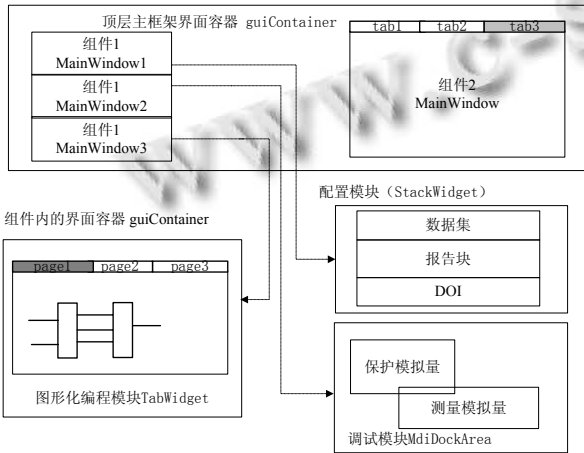 顶层主框架界面容器 guiContainer
组件1
MainWindow1
组件1
MainWindow2
组件1
MainWindow3
tab1 tab2 tab3
组件2
MainWindow
www.c-s
组件内的界面容器 guiContainer
page1 page2 page3
图形化编程模块TabWidget
配置模块（StackWidget）
数据集
报告块
DOI
保护模拟量
测量模拟量
调试模块MdiDockArea